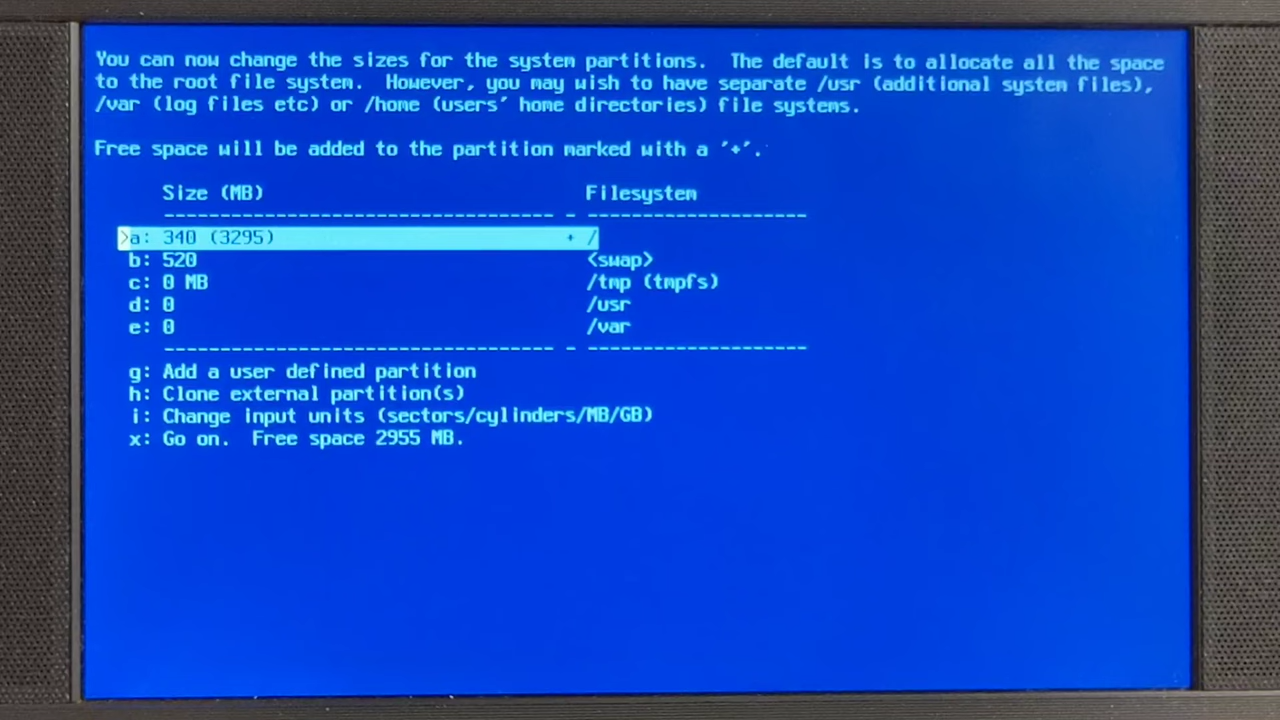 You can now change the sizes for the system partitions.  The default is to allocate all the space
to the root file system.  However, you may wish to have separate /usr (additional system files),
/var (log files etc) or /home (users' home directories) file systems.
Free space will be added to the partition marked with a '+'.
Size (MB) Filesystem
---------------------------------- - --------------------
>a: 340 (3295) + /
b: 520 <swap>
c: 0 MB /tmp (tmpfs)
d: 0 /usr
e: 0 /var
---------------------------------- - --------------------
g: Add a user defined partition
h: Clone external partition(s)
i: Change input units (sectors/cylinders/MB/GB)
x: Go on.  Free space 2955 MB.